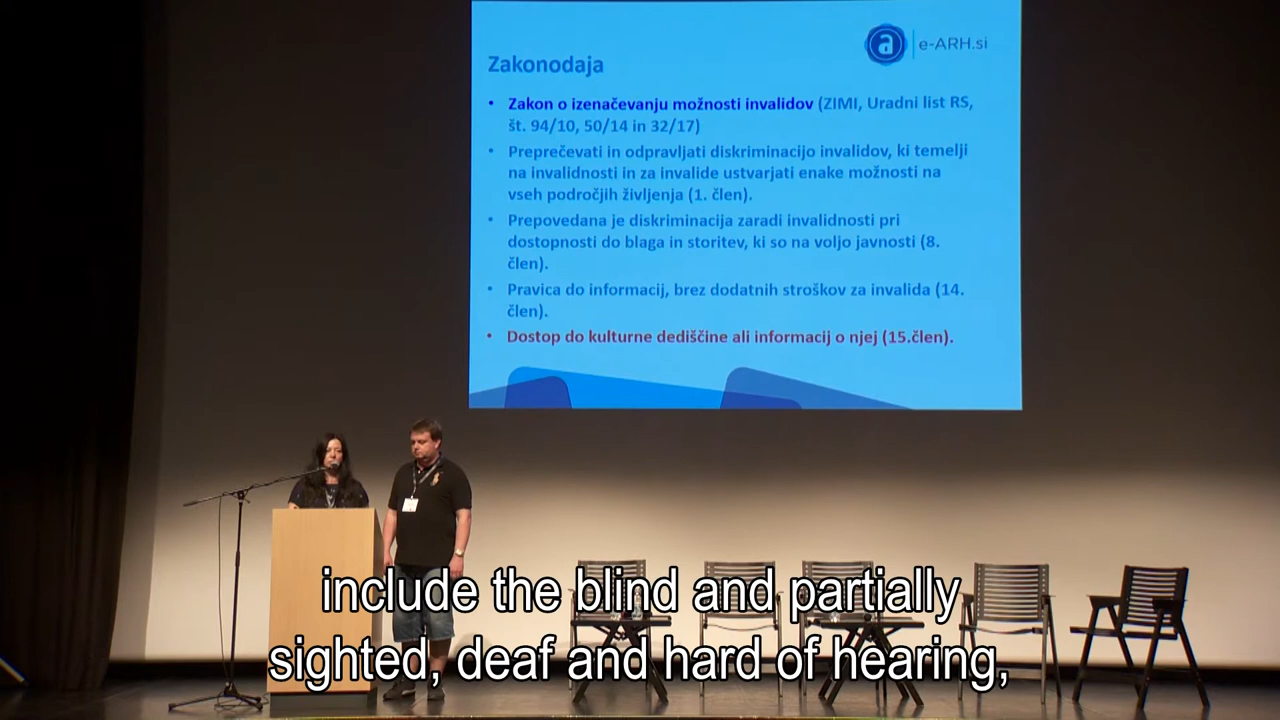 a e-ARH.si
Zakonodaja
• Zakon o izenačevanju možnosti invalidov (ZIMI, Uradni list RS,
št. 94/10, 50/14 in 32/17)
• Preprečevati in odpravljati diskriminacijo invalidov, ki temelji
na invalidnosti in za invalide ustvarjati enake možnosti na
vseh področjih življenja (1. člen).
• Prepovedana je diskriminacija zaradi invalidnosti pri
dostopnosti do blaga in storitev, ki so na voljo javnosti (8.
člen).
• Pravica do informacij, brez dodatnih stroškov za invalida (14.
člen).
• Dostop do kulturne dediščine ali informacij o njej (15.člen).
include the blind and partially
sighted, deaf and hard of hearing,